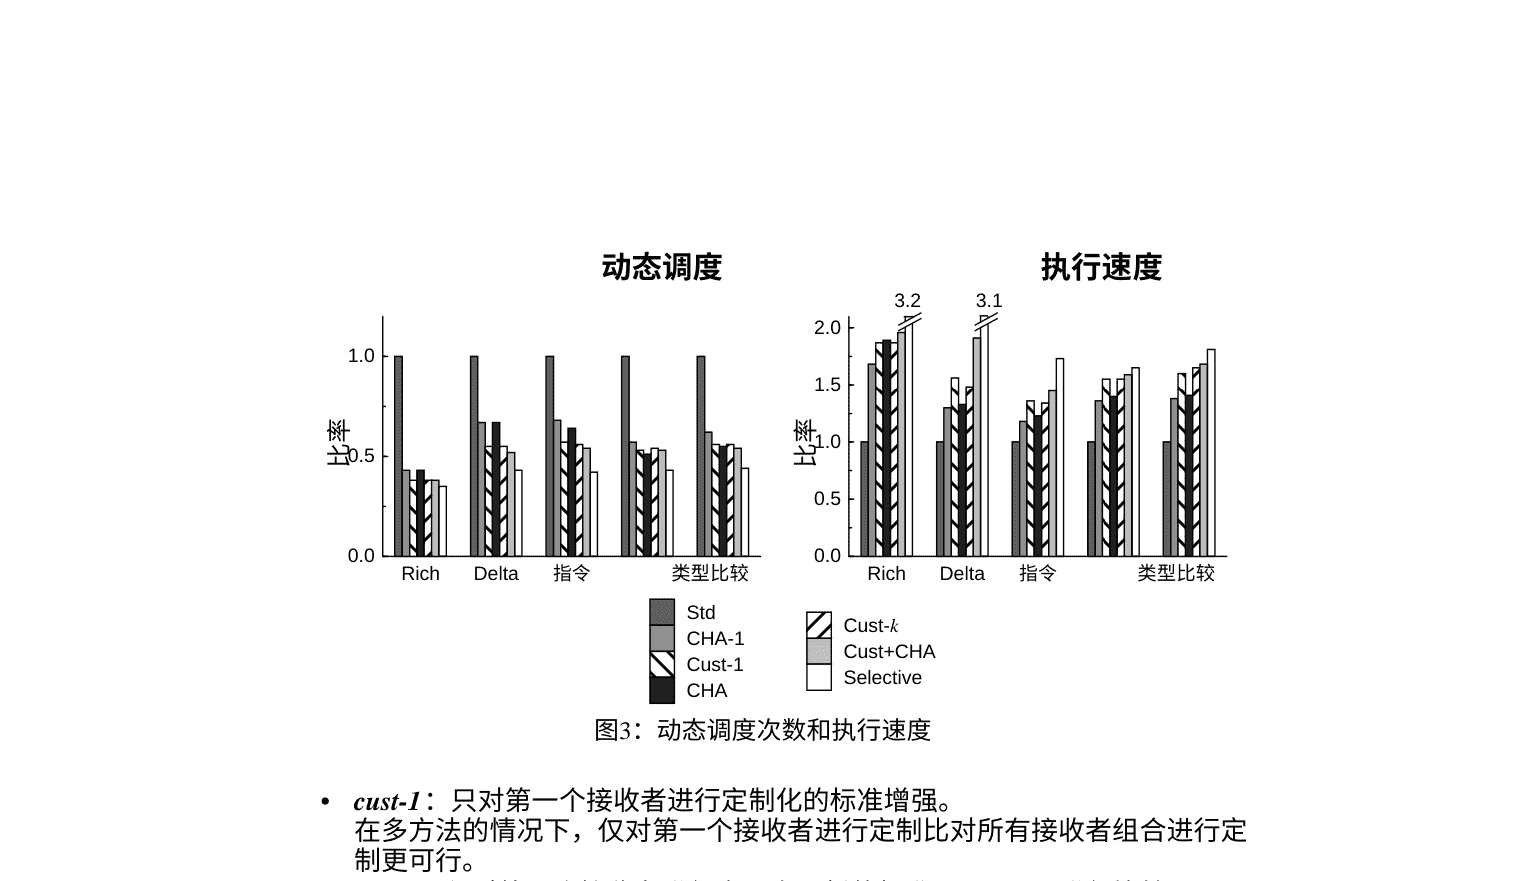 动态调度
执行速度
3.2
3.1
比率
1.0
0.5
0.0
Rich
Delta
指令
类型比较
比率
2.0
1.5
1.0
0.5
0.0
Rich
Delta
指令
类型比较
Std
CHA-1
Cust-1
CHA
Cust-k
Cust+CHA
Selective
图3：动态调度次数和执行速度
• cust-1：只对第一个接收者进行定制化的标准增强。
在多方法的情况下，仅对第一个接收者进行定制比对所有接收者组合进行定
制更可行。